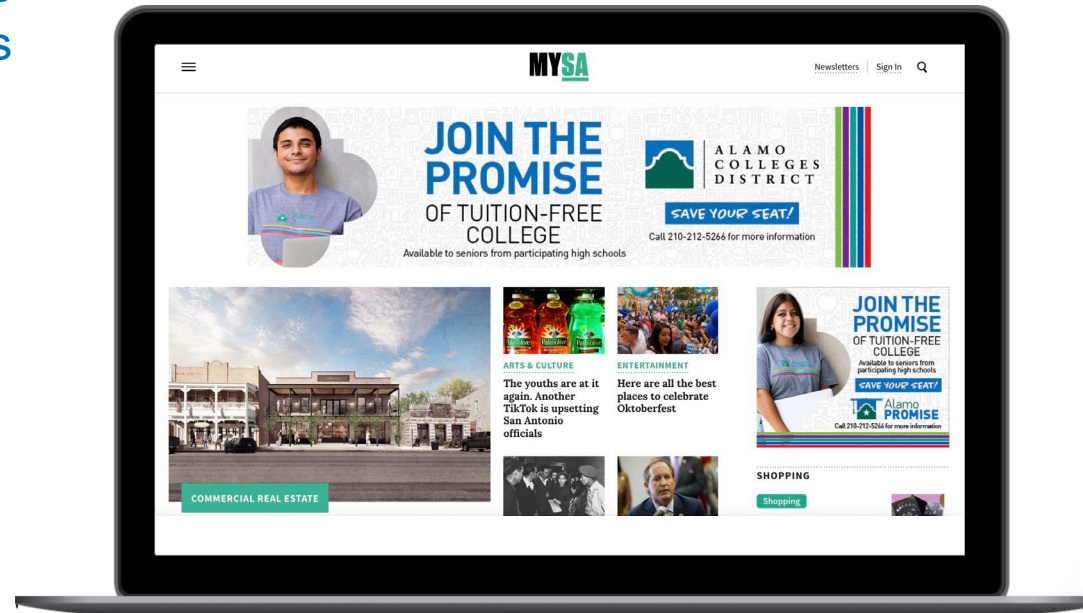 s
MYSA
Newsletters
Sign In
JOIN THE
PROMISE
OF TUITION-FREE
COLLEGE
Available to seniors from participating high schools
ALAMO
COLLEGES
DISTRICT
SAVE YOUR SEAT!
Call 210-212-5266 for more information
COMMERCIAL REAL ESTATE
Palmolive
ARTS & CULTURE
The youths are at it
again. Another
TikTok is upsetting
San Antonio
officials
ENTERTAINMENT
Here are all the best
places to celebrate
Oktoberfest
JOIN THE
PROMISE
OF TUITION-FREE
COLLEGE
Available to seniors from
participating high schools
SAVE YOUR SEAT!
Alamo
PROMISE
Call 210-212-5266 for more information
SHOPPING
Shopping